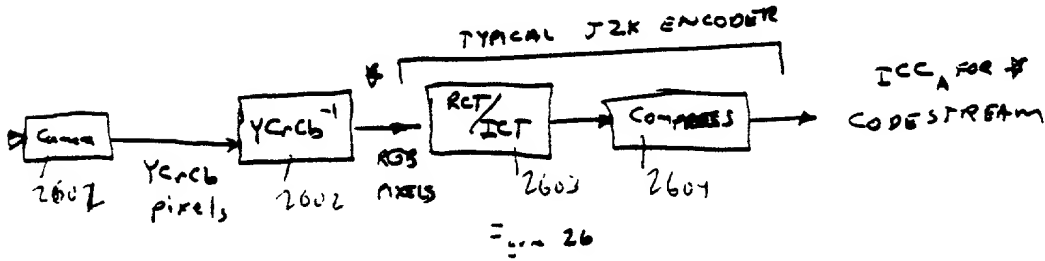 TYPICAL J2K ENCODER
*
ICC_A FOR *
CODESTREAM
Camera
YCrCb⁻¹
RCT/
ICT
COMPRESS
YCrCb
pixels
RGB
PIXELS
2601
2602
2603
2604
Figure 26